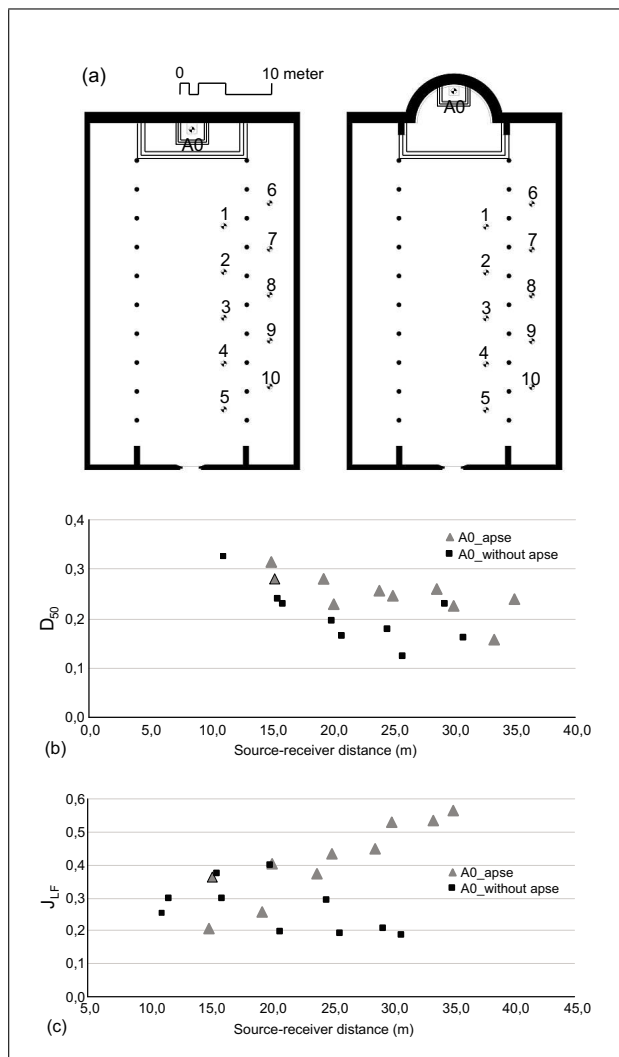 (a)
0 10 meter
A0
A0
1
2
3
4
5
6
7
8
9
10
1
2
3
4
5
6
7
8
9
10
0,4
0,3
0,2
0,1
0,0
D50
A0_apse
A0_without apse
0,0 5,0 10,0 15,0 20,0 25,0 30,0 35,0 40,0
Source-receiver distance (m)
(b)
0,6
0,5
0,4
0,3
0,2
0,1
0,0
JLF
A0_apse
A0_without apse
5,0 10,0 15,0 20,0 25,0 30,0 35,0 40,0 45,0
Source-receiver distance (m)
(c)